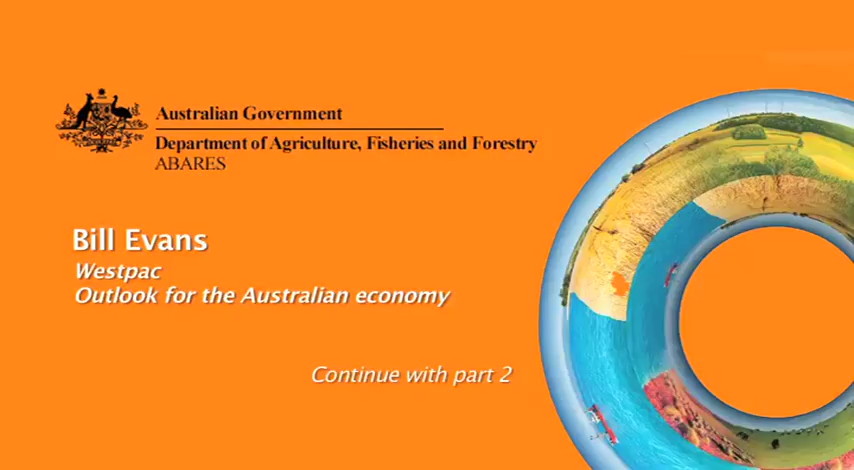 Australian Government
Department of Agriculture, Fisheries and Forestry
ABARES
Bill Evans
Westpac
Outlook for the Australian economy
Continue with part 2